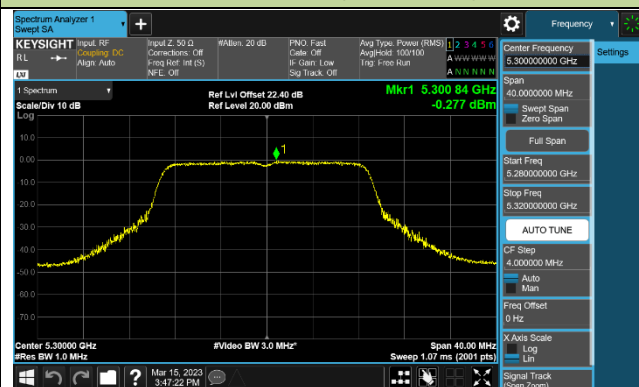 Spectrum Analyzer 1
Swept SA
+
Frequency
KEYSIGHT Input: RF Input Z: 50 Ω #Atten: 20 dB PNO: Fast Avg Type: Power (RMS) 1 2 3 4 5 6
RL Coupling: DC Corrections: Off Gate: Off Avg|Hold: 100/100 A W W W W W
Align: Auto Freq Ref: Int (S) IF Gain: Low Trig: Free Run
LXI NFE: Off Sig Track: Off A N N N N N
Center Frequency
5.300000000 GHz
Settings
Span
40.0000000 MHz
Swept Span
Zero Span
Full Span
Start Freq
5.280000000 GHz
Stop Freq
5.320000000 GHz
AUTO TUNE
CF Step
4.000000 MHz
Auto
Man
Freq Offset
0 Hz
X Axis Scale
Log
Lin
Signal Track
(Span Zoom)
1 Spectrum
Scale/Div 10 dB
Log
Ref Lvl Offset 22.40 dB
Ref Level 20.00 dBm
Mkr1 5.300 84 GHz
-0.277 dBm
10.0
0.00
1
-10.0
-20.0
-30.0
-40.0
-50.0
-60.0
-70.0
Center 5.30000 GHz
#Res BW 1.0 MHz
#Video BW 3.0 MHz*
Span 40.00 MHz
Sweep 1.07 ms (2001 pts)
?
Mar 15, 2023
3:47:22 PM